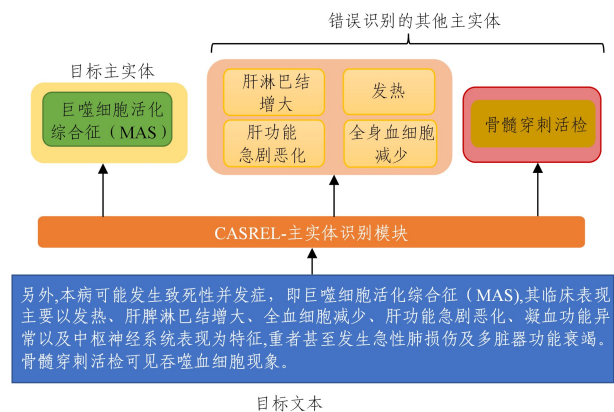 错误识别的其他主实体
目标主实体
巨噬细胞活化
综合征（MAS）
肝淋巴结
增大
发热
肝功能
急剧恶化
全身血细胞
减少
骨髓穿刺活检
CASREL-主实体识别模块
另外,本病可能发生致死性并发症，即巨噬细胞活化综合征（MAS),其临床表现
主要以发热、肝脾淋巴结增大、全血细胞减少、肝功能急剧恶化、凝血功能异
常以及中枢神经系统表现为特征,重者甚至发生急性肺损伤及多脏器功能衰竭。
骨髓穿刺活检可见吞噬血细胞现象。
目标文本